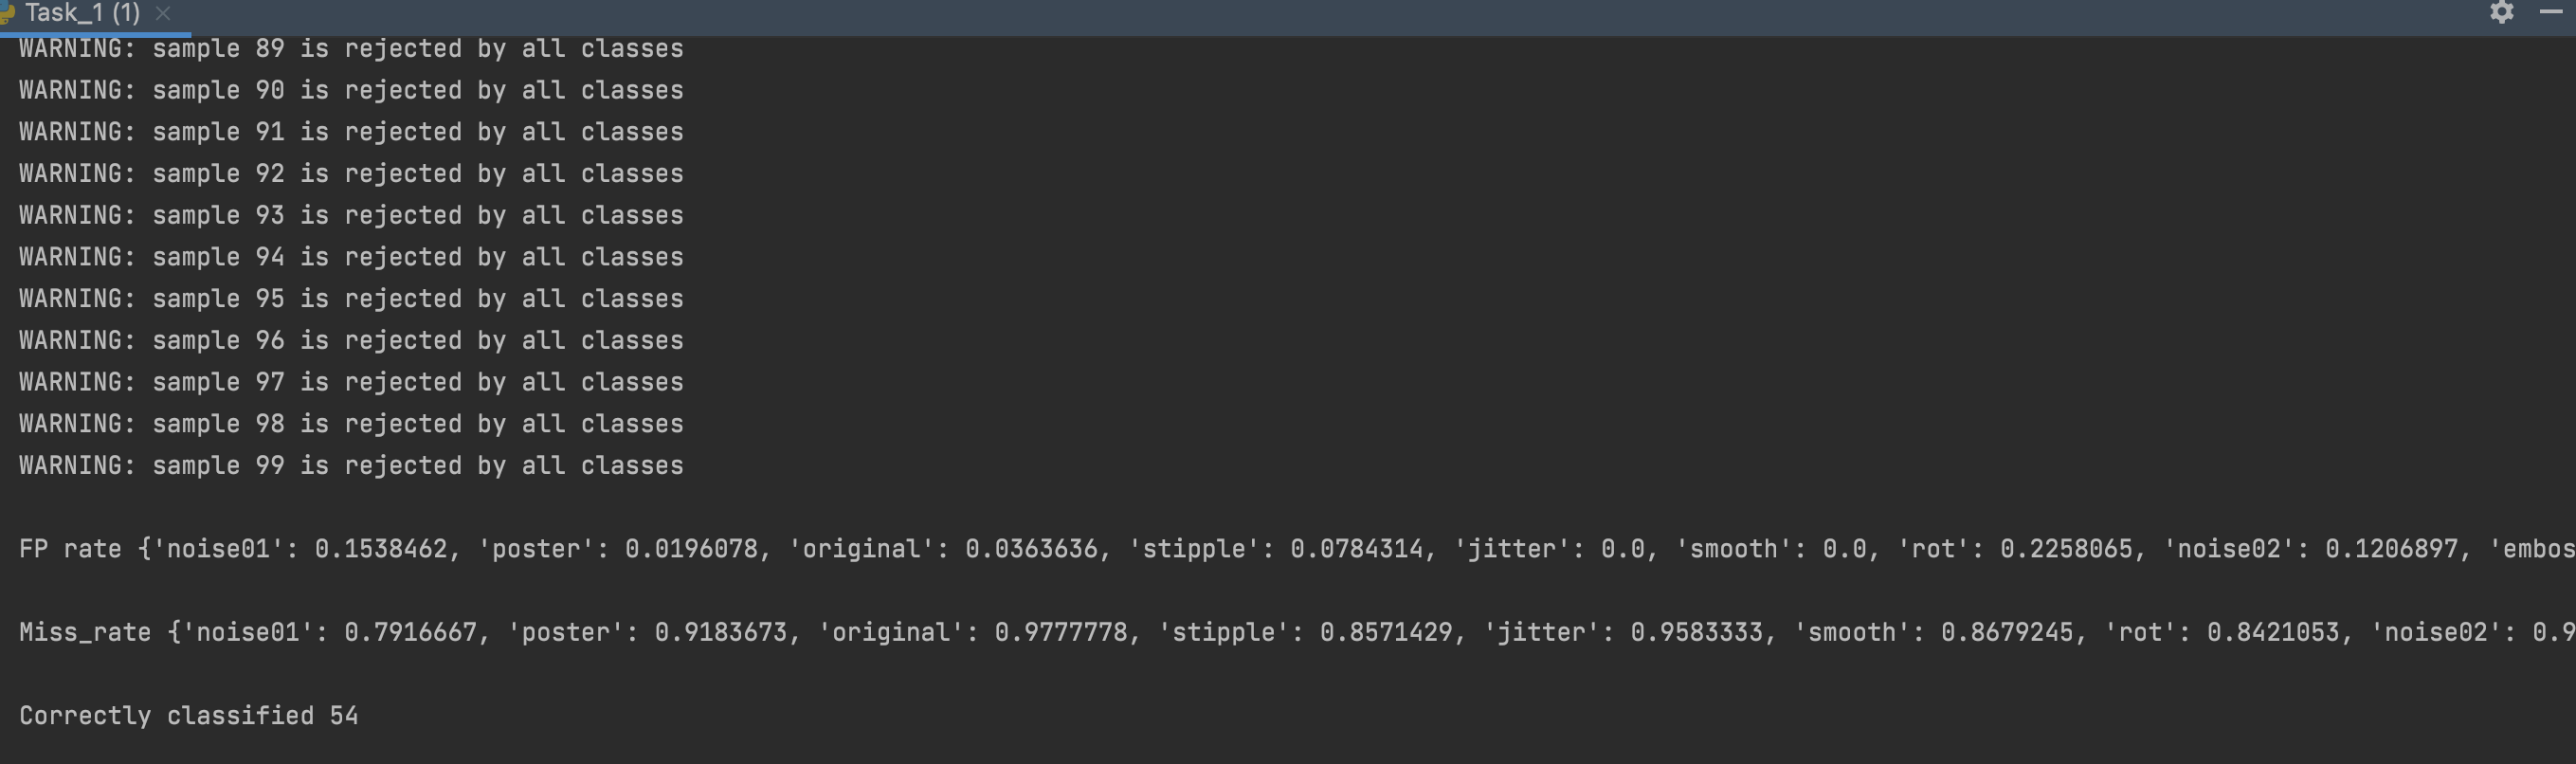 Task_1 (1)
WARNING: sample 89 is rejected by all classes
WARNING: sample 90 is rejected by all classes
WARNING: sample 91 is rejected by all classes
WARNING: sample 92 is rejected by all classes
WARNING: sample 93 is rejected by all classes
WARNING: sample 94 is rejected by all classes
WARNING: sample 95 is rejected by all classes
WARNING: sample 96 is rejected by all classes
WARNING: sample 97 is rejected by all classes
WARNING: sample 98 is rejected by all classes
WARNING: sample 99 is rejected by all classes
FP rate {'noise01': 0.1538462, 'poster': 0.0196078, 'original': 0.0363636, 'stipple': 0.0784314, 'jitter': 0.0, 'smooth': 0.0, 'rot': 0.2258065, 'noise02': 0.1206897, 'embos
Miss_rate {'noise01': 0.7916667, 'poster': 0.9183673, 'original': 0.9777778, 'stipple': 0.8571429, 'jitter': 0.9583333, 'smooth': 0.8679245, 'rot': 0.8421053, 'noise02': 0.9
Correctly classified 54